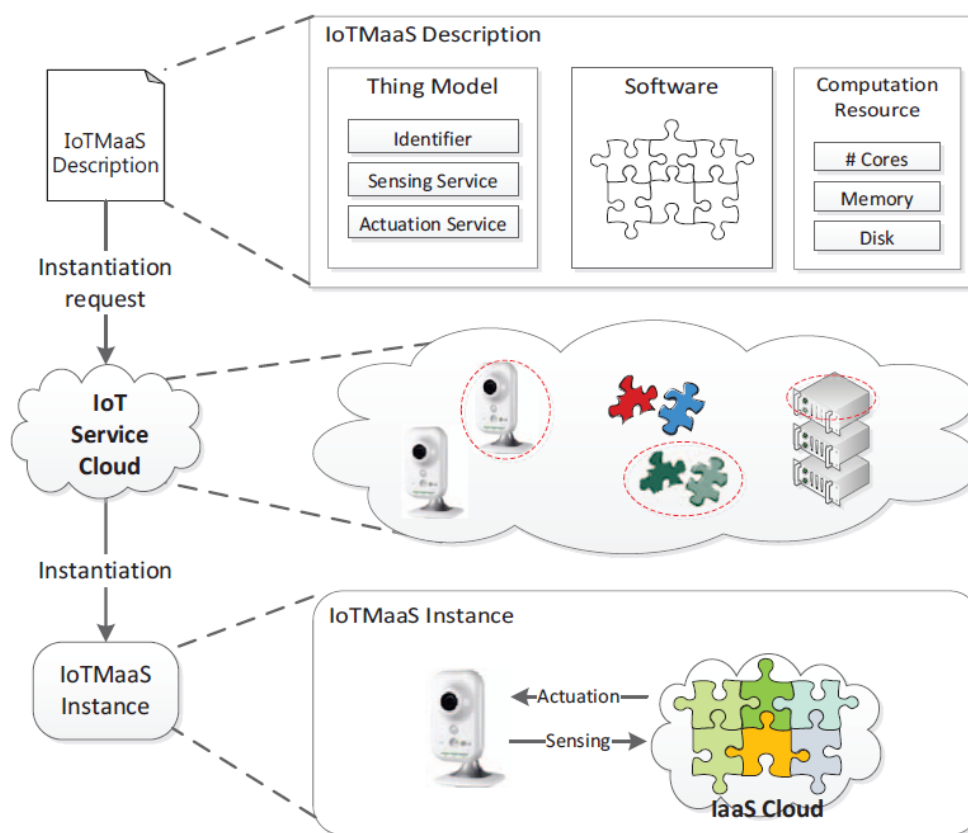 IoTMaaS Description
Thing Model
Identifier
Sensing Service
Actuation Service
Software
Computation
Resource
# Cores
Memory
Disk
IoTMaaS
Description
Instantiation
request
IoT
Service
Cloud
Instantiation
IoTMaaS
Instance
IoTMaaS Instance
Actuation
Sensing
IaaS Cloud